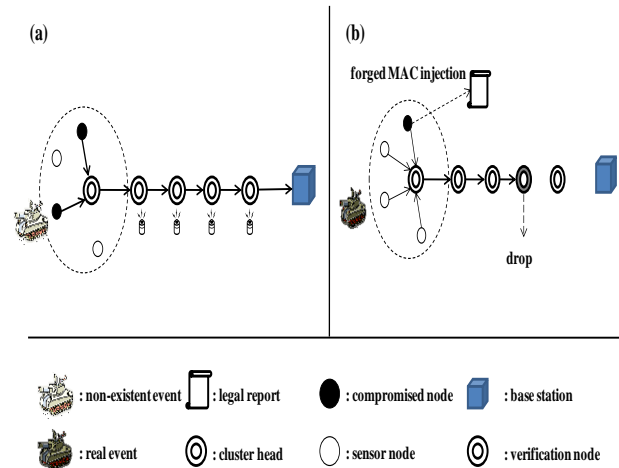 (a)
(b)
forged MAC injection
drop
: non-existent event
: legal report
: compromised node
: base station
: real event
: cluster head
: sensor node
: verification node